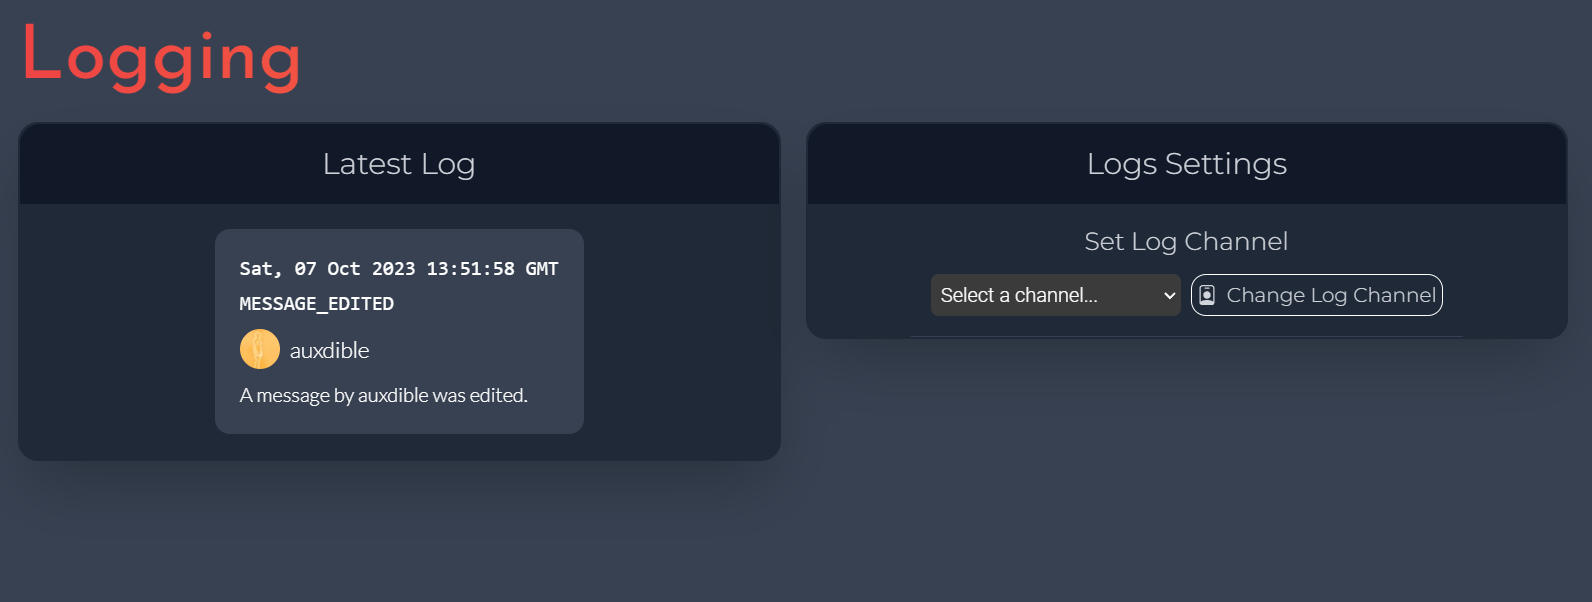 Logging
Latest Log
Sat, 07 Oct 2023 13:51:58 GMT
MESSAGE_EDITED
auxdible
A message by auxdible was edited.
Logs Settings
Set Log Channel
Select a channel...
Change Log Channel